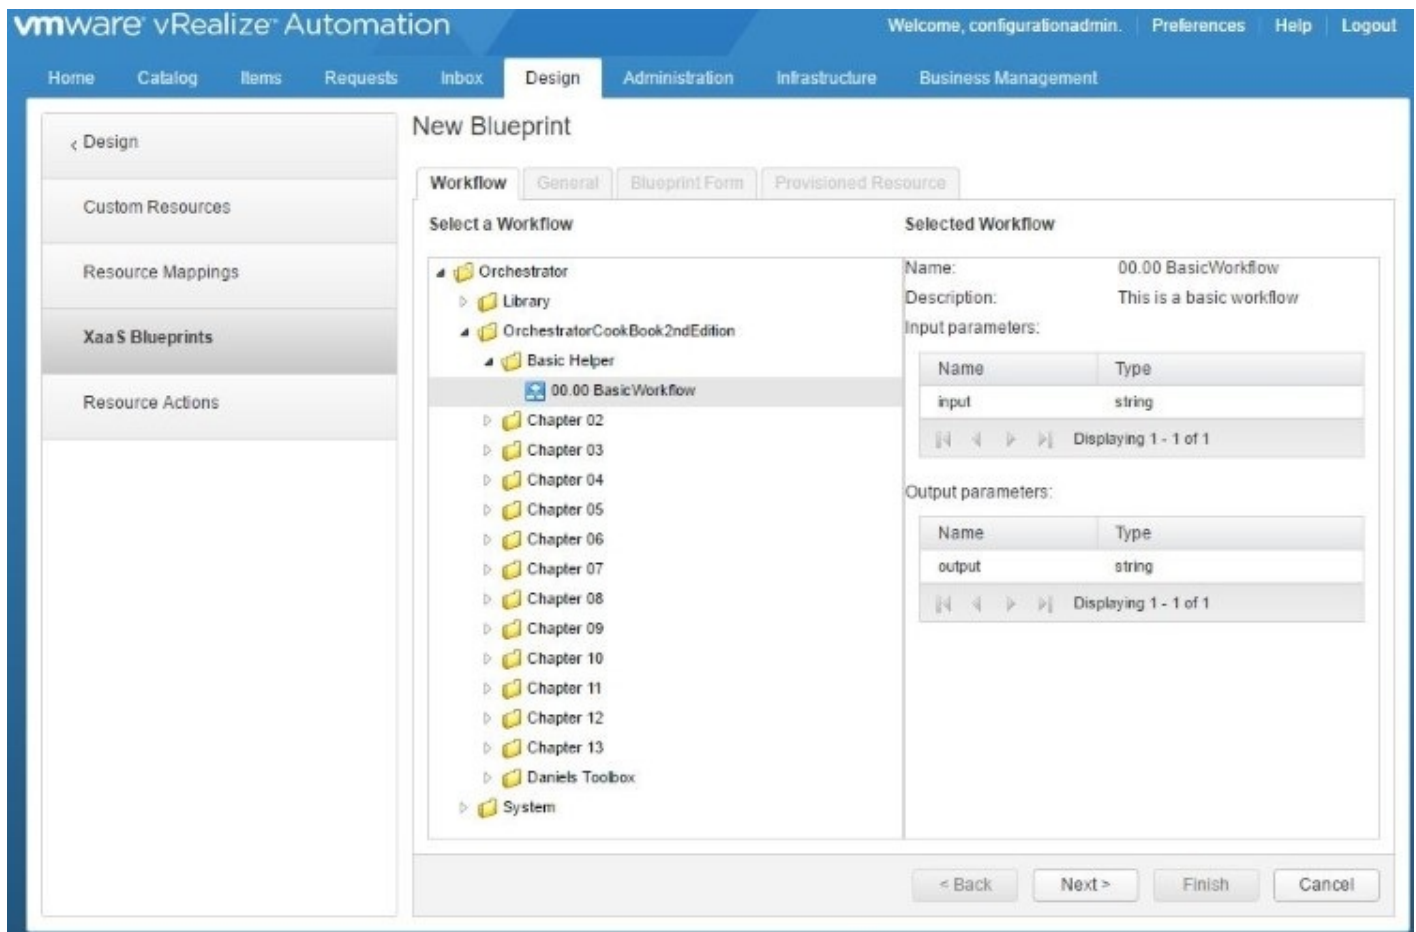 vmware® vRealize™ Automation
Welcome, configurationadmin. Preferences Help Logout
Home Catalog Items Requests Inbox Design Administration Infrastructure Business Management
< Design
Custom Resources
Resource Mappings
XaaS Blueprints
Resource Actions
New Blueprint
Workflow General Blueprint Form Provisioned Resource
Select a Workflow
Orchestrator
Library
OrchestratorCookBook2ndEdition
Basic Helper
00.00 BasicWorkflow
Chapter 02
Chapter 03
Chapter 04
Chapter 05
Chapter 06
Chapter 07
Chapter 08
Chapter 09
Chapter 10
Chapter 11
Chapter 12
Chapter 13
Daniels Toolbox
System
Selected Workflow
Name: 00.00 BasicWorkflow
Description: This is a basic workflow
Input parameters:
Name Type
input string
Displaying 1 - 1 of 1
Output parameters:
Name Type
output string
Displaying 1 - 1 of 1
< Back Next > Finish Cancel